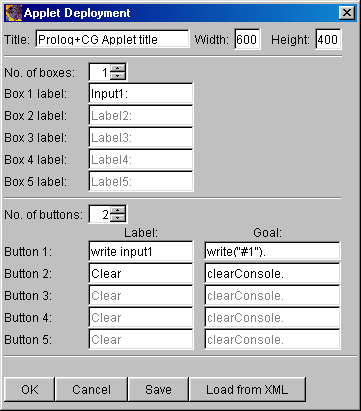 Applet Deployment
Title: Prolog+CG Applet title Width: 600 Height: 400
No. of boxes: 1
Box 1 label: Input1:
Box 2 label: Label2:
Box 3 label: Label3:
Box 4 label: Label4:
Box 5 label: Label5:
No. of buttons: 2
Label: Goal:
Button 1: write input1 write("#1").
Button 2: Clear clearConsole.
Button 3: Clear clearConsole.
Button 4: Clear clearConsole.
Button 5: Clear clearConsole.
OK Cancel Save Load from XML